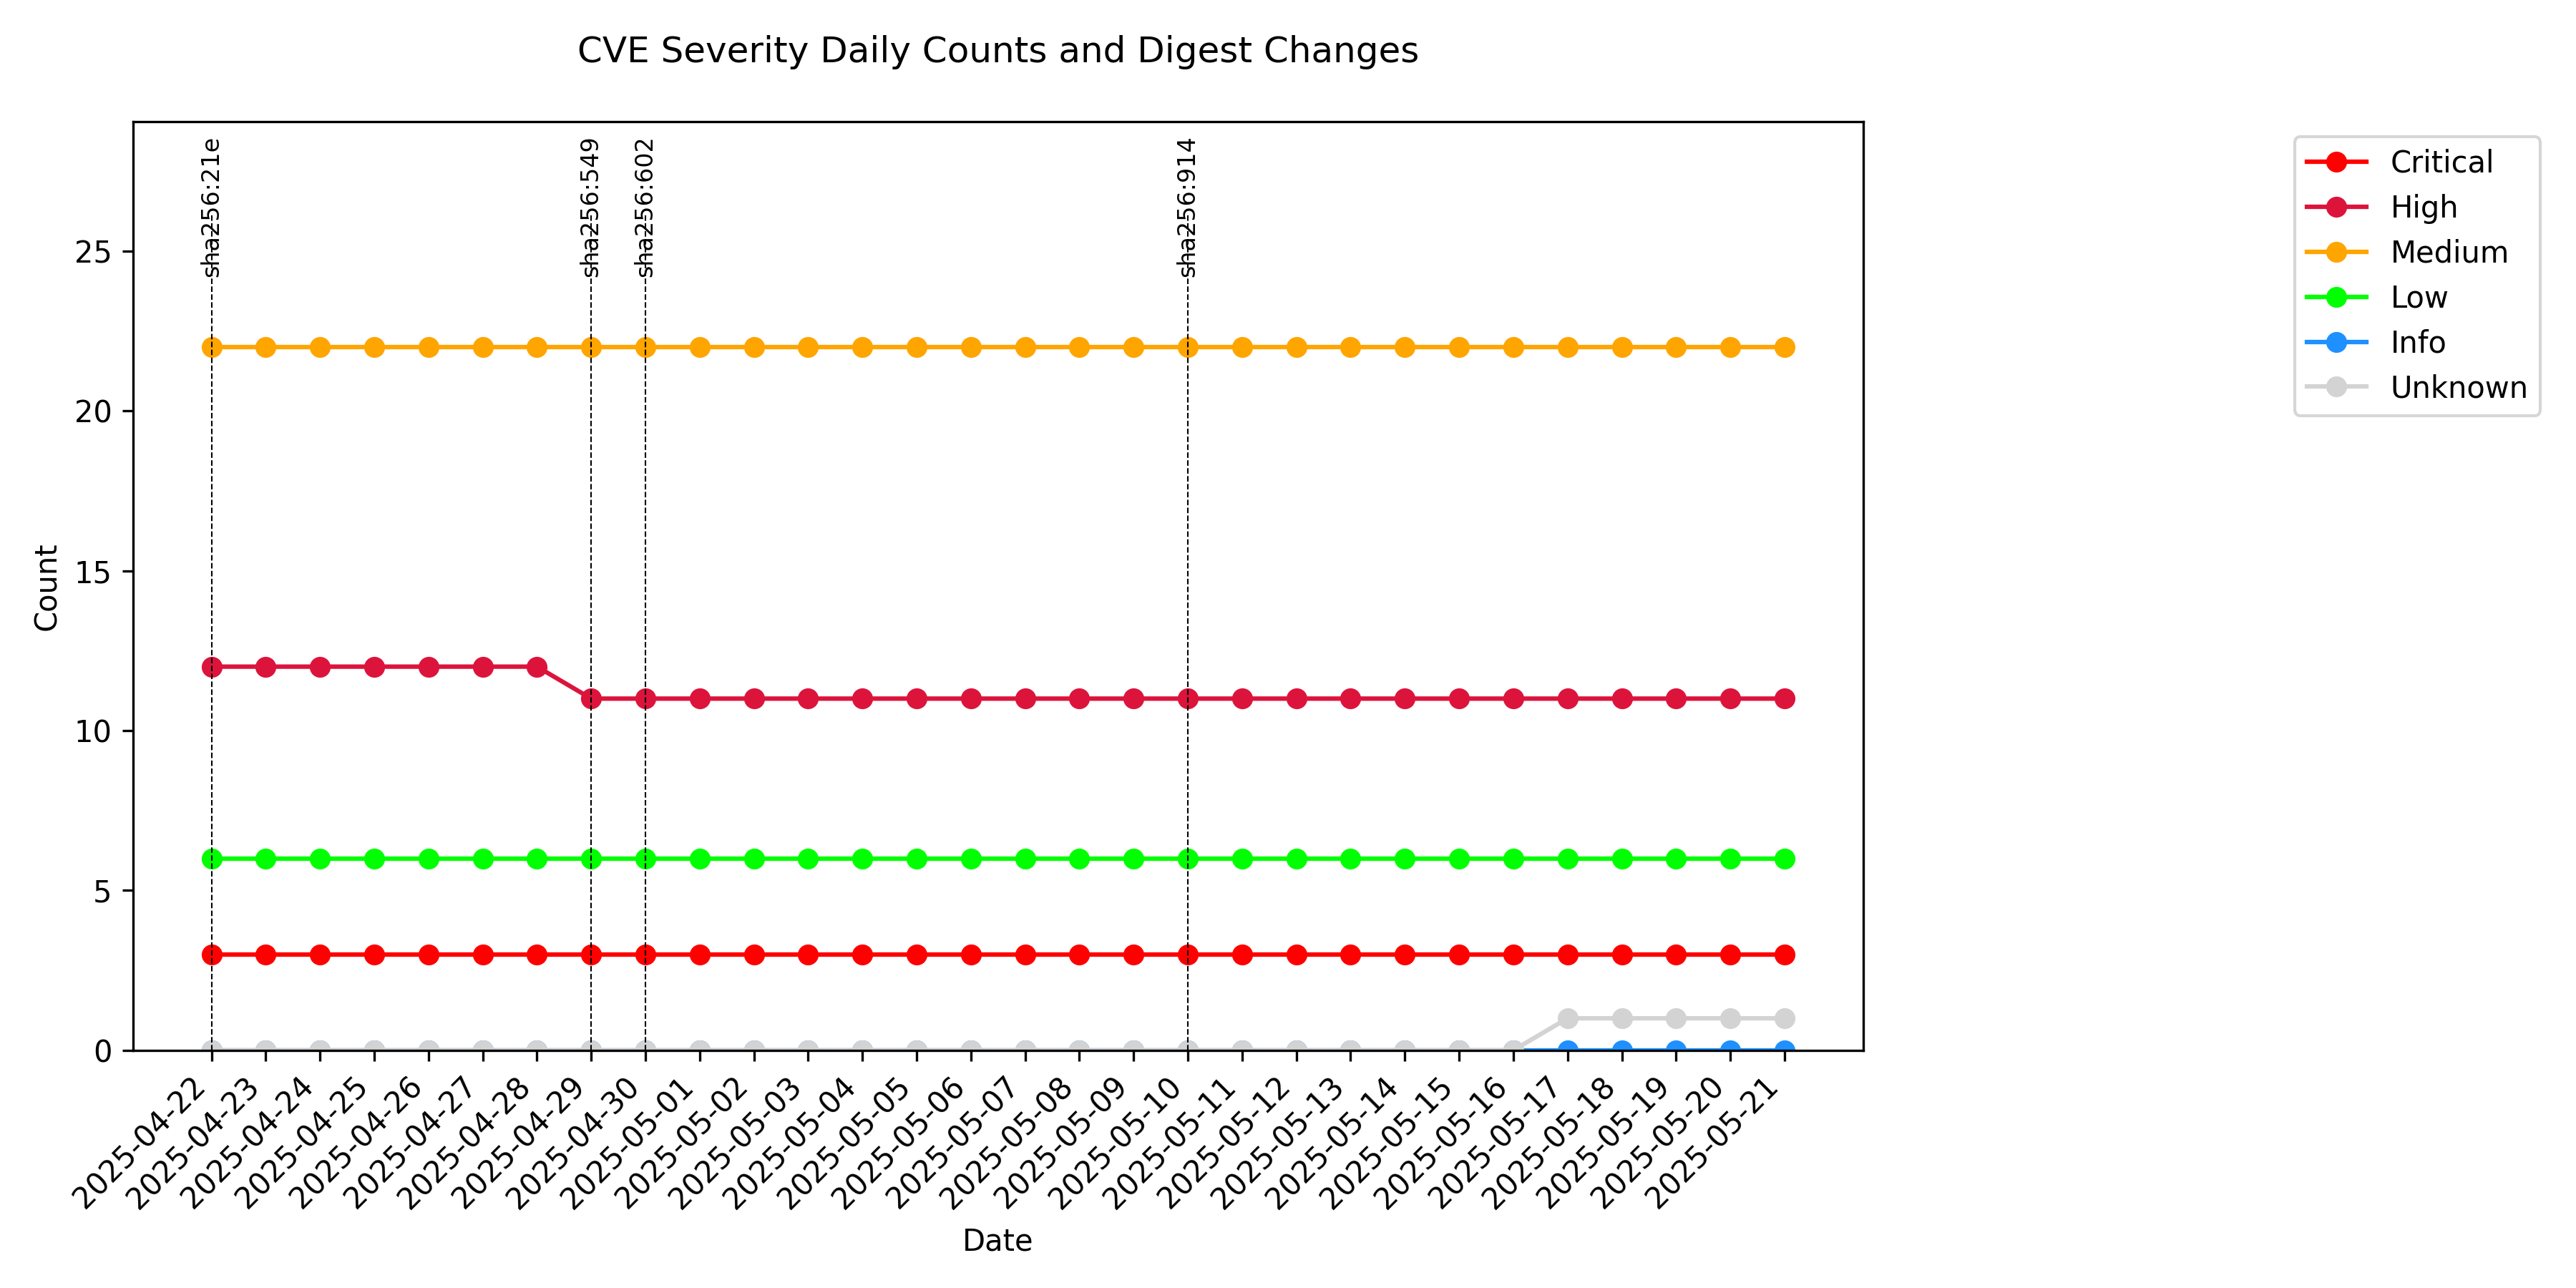 CVE Severity Daily Counts and Digest Changes
sha256:21e
sha256:549
sha256:602
sha256:914
Critical
High
Medium
Low
Info
Unknown
Count
25
20
15
10
5
0
2025-04-22
2025-04-23
2025-04-24
2025-04-25
2025-04-26
2025-04-27
2025-04-28
2025-04-29
2025-04-30
2025-05-01
2025-05-02
2025-05-03
2025-05-04
2025-05-05
2025-05-06
2025-05-07
2025-05-08
2025-05-09
2025-05-10
2025-05-11
2025-05-12
2025-05-13
2025-05-14
2025-05-15
2025-05-16
2025-05-17
2025-05-18
2025-05-19
2025-05-20
2025-05-21
Date